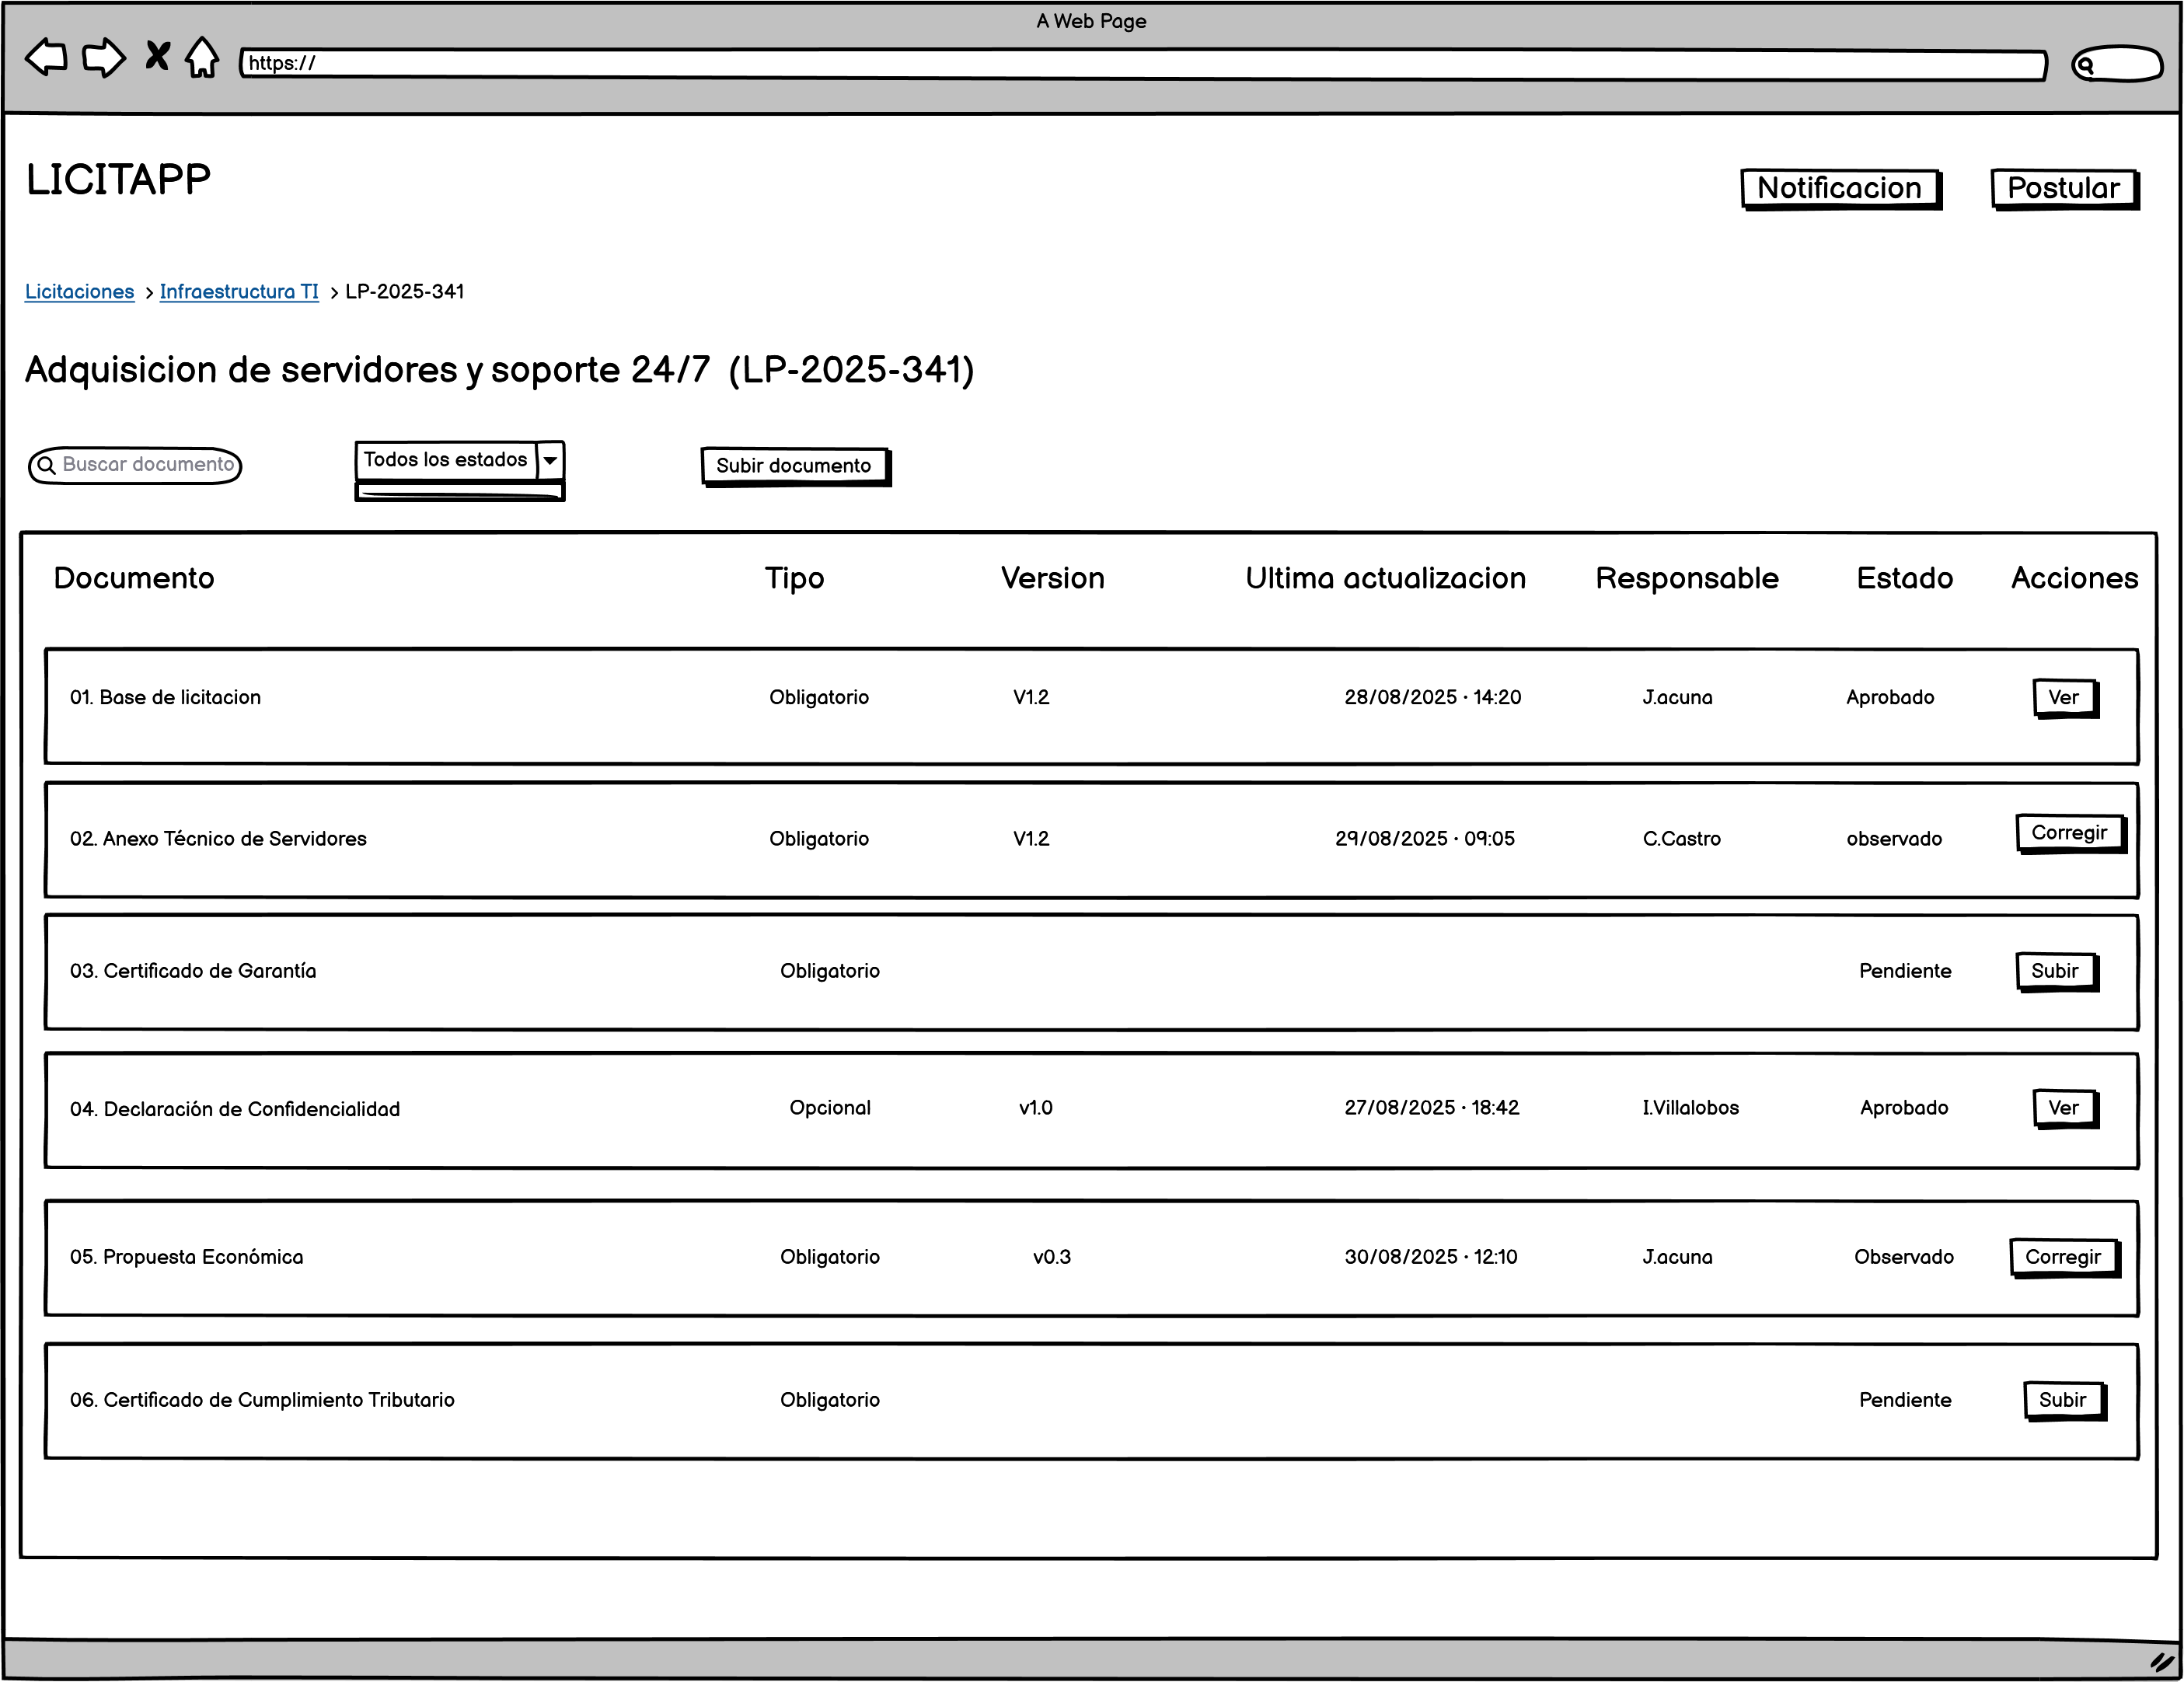 A Web Page
https://
LICITAPP
Notificacion Postular
Licitaciones > Infraestructura TI > LP-2025-341
Adquisicion de servidores y soporte 24/7 (LP-2025-341)
Buscar documento Todos los estados Subir documento
Documento Tipo Version Ultima actualizacion Responsable Estado Acciones
01. Base de licitacion Obligatorio V1.2 28/08/2025 · 14:20 J.acuna Aprobado Ver
02. Anexo Técnico de Servidores Obligatorio V1.2 29/08/2025 · 09:05 C.Castro observado Corregir
03. Certificado de Garantía Obligatorio Pendiente Subir
04. Declaración de Confidencialidad Opcional v1.0 27/08/2025 · 18:42 I.Villalobos Aprobado Ver
05. Propuesta Económica Obligatorio v0.3 30/08/2025 · 12:10 J.acuna Observado Corregir
06. Certificado de Cumplimiento Tributario Obligatorio Pendiente Subir